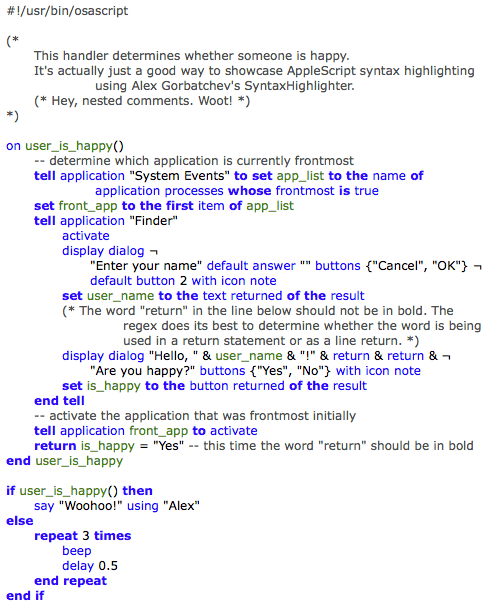 #!/usr/bin/osascript
(*
This handler determines whether someone is happy.
It's actually just a good way to showcase AppleScript syntax highlighting
using Alex Gorbatchev's SyntaxHighlighter.
(* Hey, nested comments. Woot! *)
*)
on user_is_happy()
-- determine which application is currently frontmost
tell application "System Events" to set app_list to the name of
application processes whose frontmost is true
set front_app to the first item of app_list
tell application "Finder"
activate
display dialog ¬
"Enter your name" default answer "" buttons {"Cancel", "OK"} ¬
default button 2 with icon note
set user_name to the text returned of the result
(* The word "return" in the line below should not be in bold. The
regex does its best to determine whether the word is being
used in a return statement or as a line return. *)
display dialog "Hello, " & user_name & "!" & return & return & ¬
"Are you happy?" buttons {"Yes", "No"} with icon note
set is_happy to the button returned of the result
end tell
-- activate the application that was frontmost initially
tell application front_app to activate
return is_happy = "Yes" -- this time the word "return" should be in bold
end user_is_happy
if user_is_happy() then
say "Woohoo!" using "Alex"
else
repeat 3 times
beep
delay 0.5
end repeat
end if